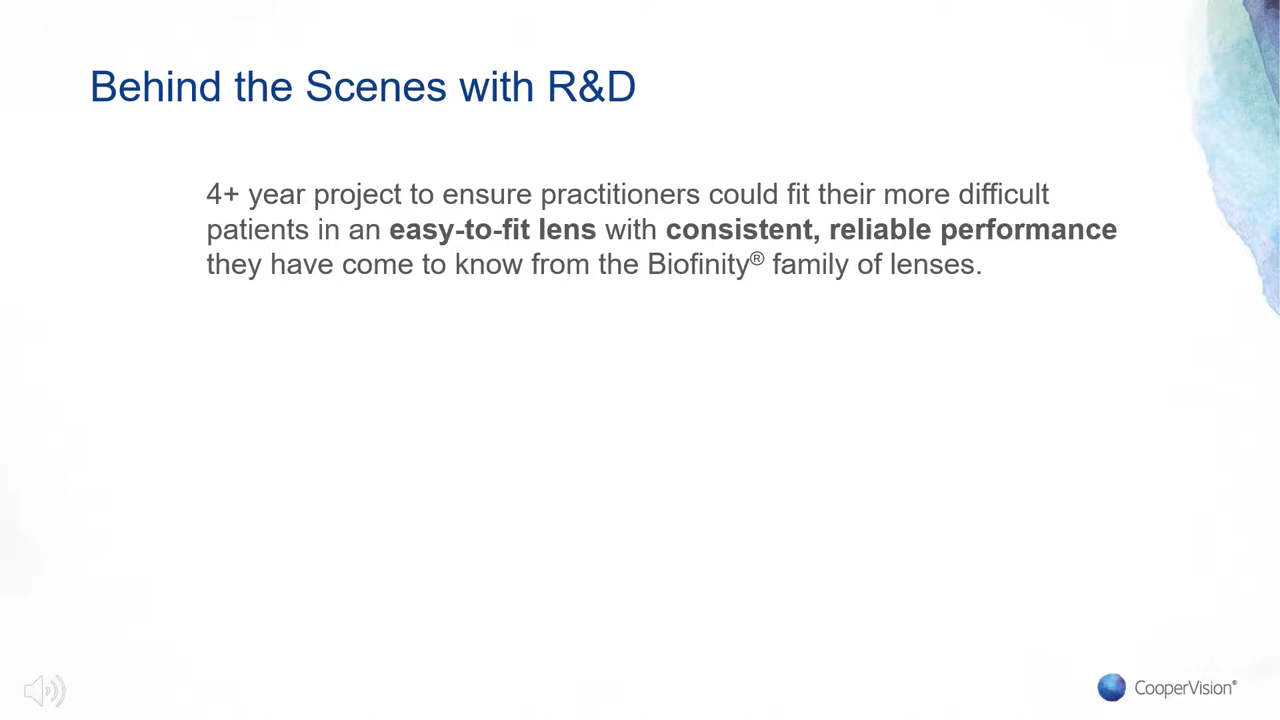 Behind the Scenes with R&D
4+ year project to ensure practitioners could fit their more difficult
patients in an easy-to-fit lens with consistent, reliable performance
they have come to know from the Biofinity® family of lenses.
CooperVision®